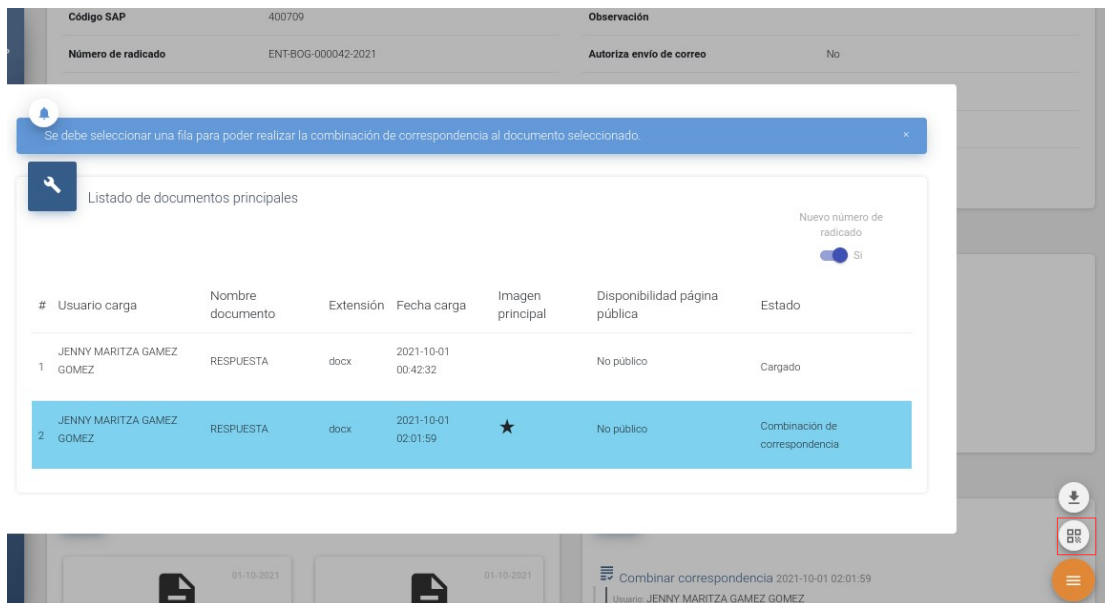 Código SAP 400709 Observación
Número de radicado ENT-BOG-000042-2021 Autoriza envío de correo No
Se debe seleccionar una fila para poder realizar la combinación de correspondencia al documento seleccionado. ×
Listado de documentos principales
Nuevo número de
radicado
Si
# Usuario carga Nombre documento Extensión Fecha carga Imagen principal Disponibilidad página pública Estado
1 JENNY MARITZA GAMEZ GOMEZ RESPUESTA docx 2021-10-01 00:42:32 No público Cargado
2 JENNY MARITZA GAMEZ GOMEZ RESPUESTA docx 2021-10-01 02:01:59 ★ No público Combinación de correspondencia
01-10-2021 01-10-2021
Combinar correspondencia 2021-10-01 02:01:59
Usuario: JENNY MARITZA GAMEZ GOMEZ